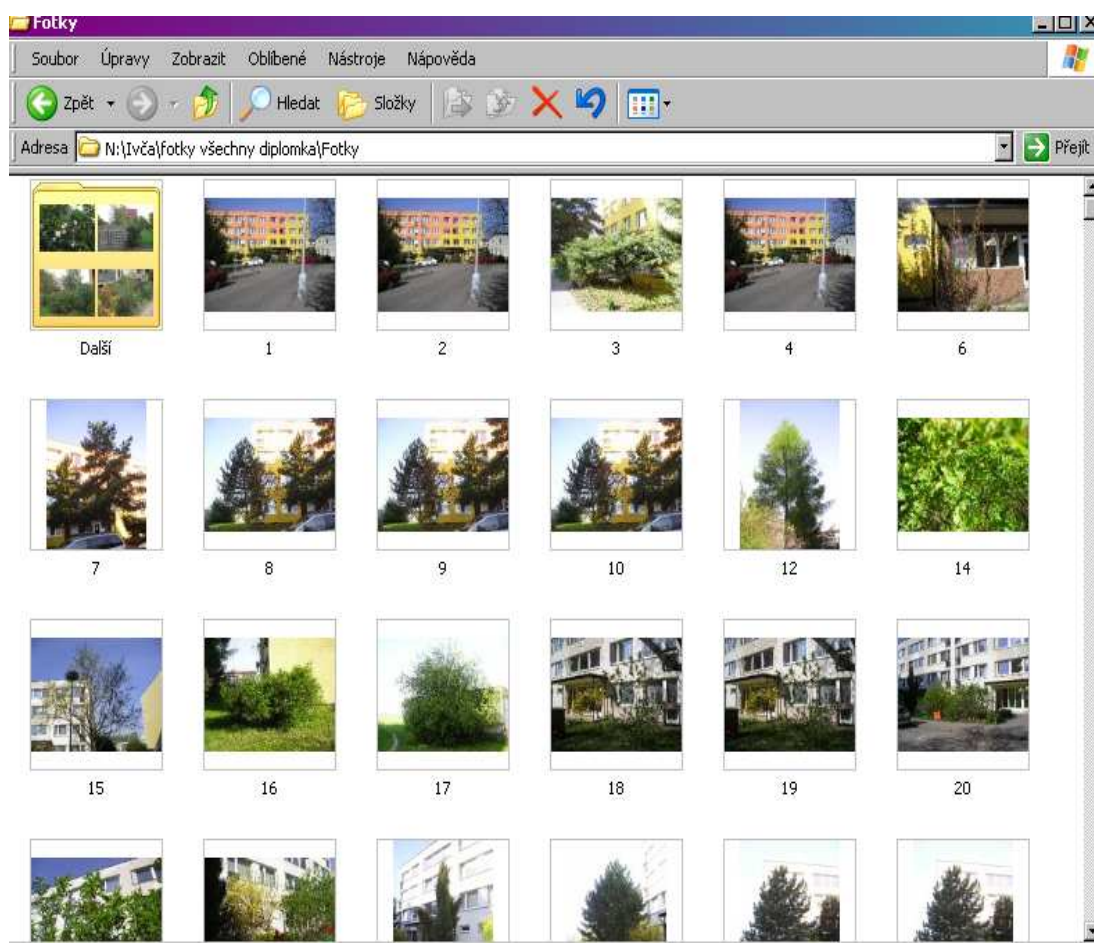 Fotky
Soubor Úpravy Zobrazit Oblíbené Nástroje Nápověda
Zpět Hledat Složky
Adresa N:\Ivča\fotky všechny diplomka\Fotky Přejít
Další 1 2 3 4 6
7 8 9 10 12 14
15 16 17 18 19 20